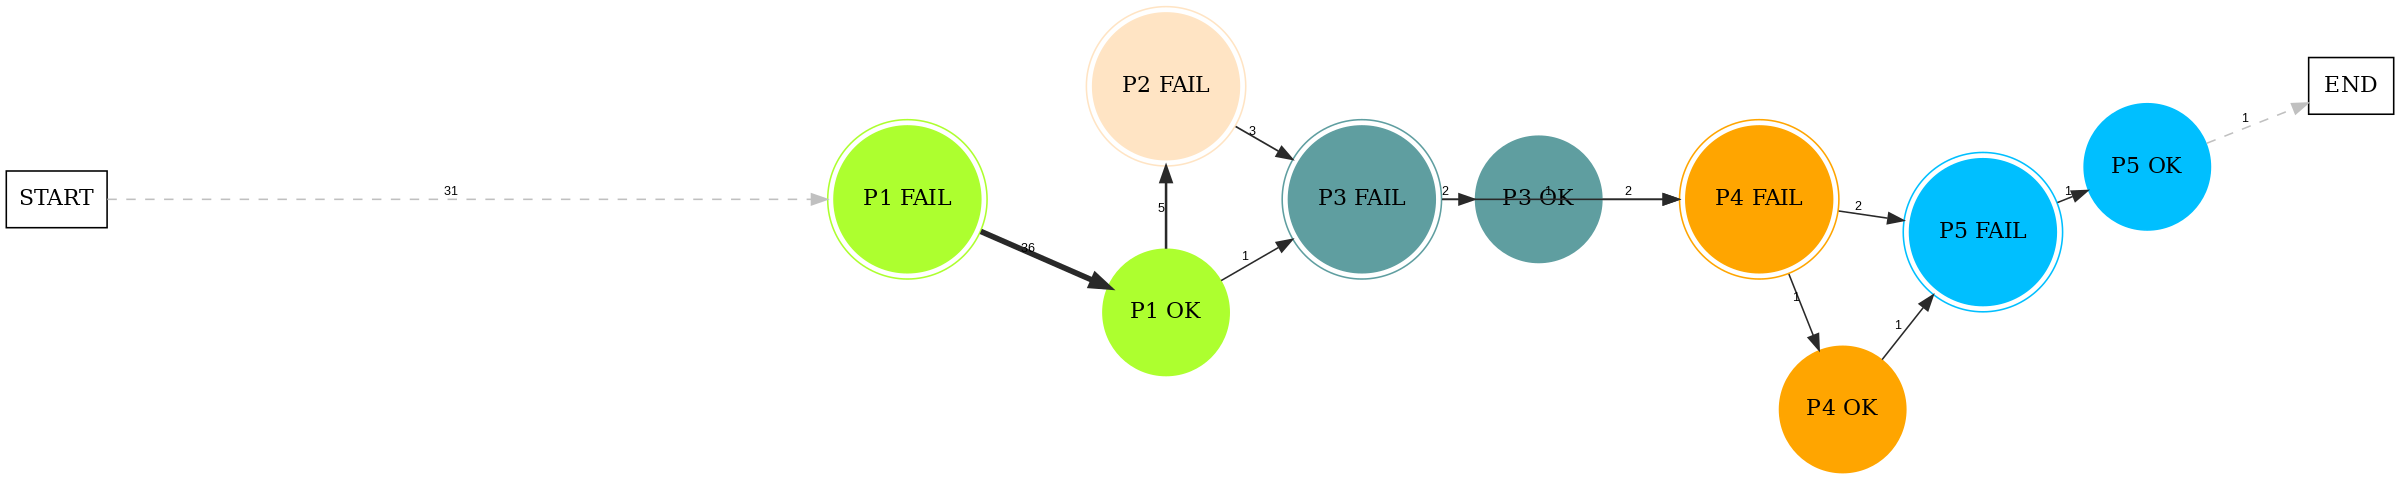 START
31
P1 FAIL
36
P1 OK
5
P2 FAIL
3
1
P3 FAIL
2
P3 OK
1
2
P4 FAIL
2
1
P4 OK
1
P5 FAIL
1
P5 OK
1
END